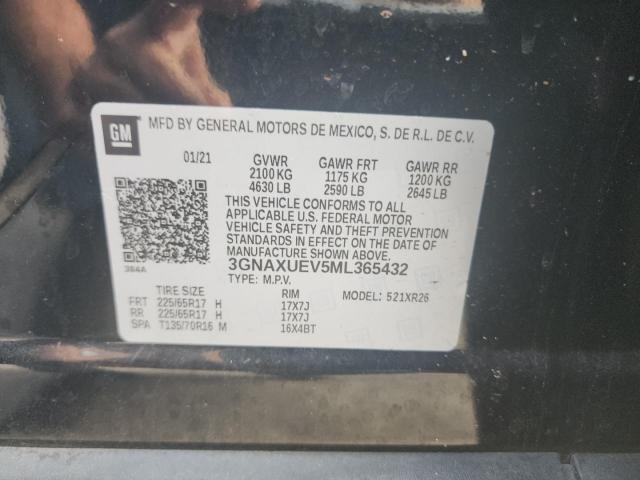 GM
MFD BY GENERAL MOTORS DE MEXICO, S. DE R.L. DE C.V.
01/21 GVWR GAWR FRT GAWR RR
2100 KG 1175 KG 1200 KG
4630 LB 2590 LB 2645 LB
THIS VEHICLE CONFORMS TO ALL
APPLICABLE U.S. FEDERAL MOTOR
VEHICLE SAFETY AND THEFT PREVENTION
STANDARDS IN EFFECT ON THE DATE OF
MANUFACTURE SHOWN ABOVE.
384A 3GNAXUEV5ML365432
TYPE: M.P.V.
TIRE SIZE RIM MODEL: 521XR26
FRT 225/65R17 H 17X7J
RR 225/65R17 H 17X7J
SPA T135/70R16 M 16X4BT